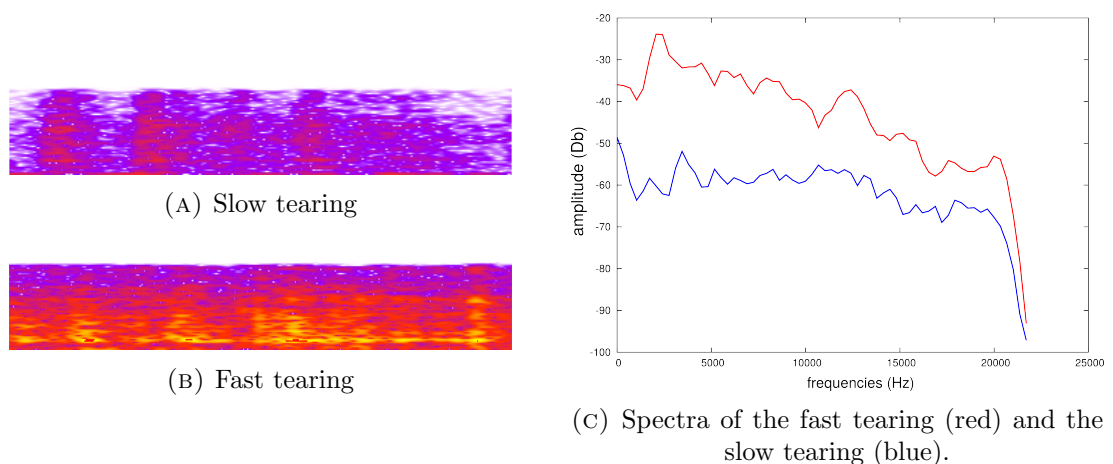 (A) Slow tearing
(B) Fast tearing
-20
-30
-40
-50
-60
-70
-80
-90
-100
amplitude (Db)
0 5000 10000 15000 20000 25000
frequencies (Hz)
(C) Spectra of the fast tearing (red) and the
slow tearing (blue).